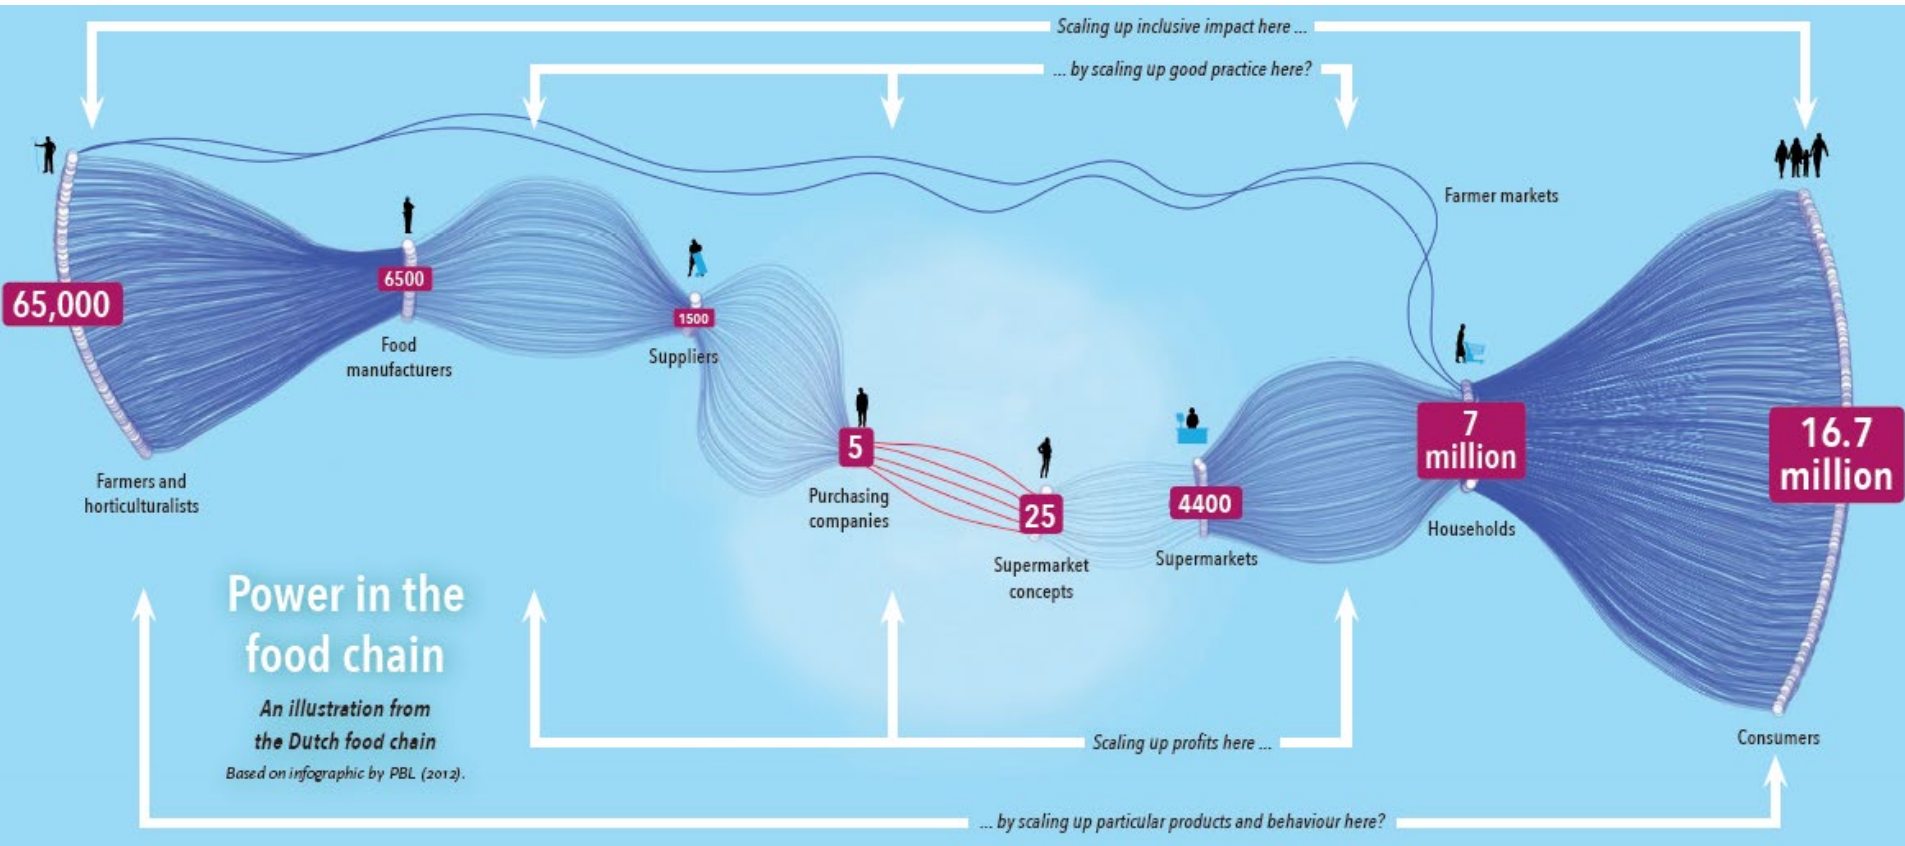 Scaling up inclusive impact here ...
... by scaling up good practice here?
Farmer markets
65,000
Farmers and
horticulturalists
6500
Food
manufacturers
1500
Suppliers
5
Purchasing
companies
25
Supermarket
concepts
4400
Supermarkets
7
million
Households
16.7
million
Consumers
Power in the
food chain
An illustration from
the Dutch food chain
Based on infographic by PBL (2012).
Scaling up profits here ...
... by scaling up particular products and behaviour here?